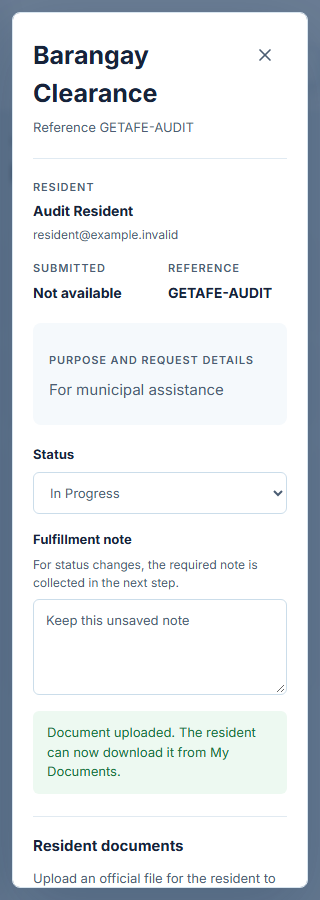 Barangay
Clearance
Reference GETAFE-AUDIT
RESIDENT
Audit Resident
resident@example.invalid
SUBMITTED REFERENCE
Not available GETAFE-AUDIT
PURPOSE AND REQUEST DETAILS
For municipal assistance
Status
In Progress
Fulfillment note
For status changes, the required note is
collected in the next step.
Keep this unsaved note
Document uploaded. The resident
can now download it from My
Documents.
Resident documents
Upload an official file for the resident to